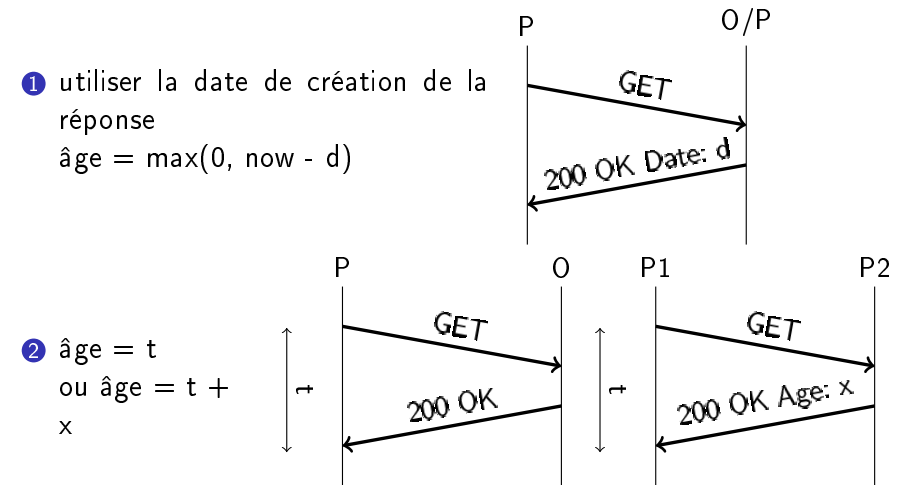 P O/P
1 utiliser la date de création de la
réponse
âge = max(0, now - d)
GET
200 OK Date: d
P O P1 P2
2 âge = t
ou âge = t +
x
t
GET
200 OK
t
GET
200 OK Age: x